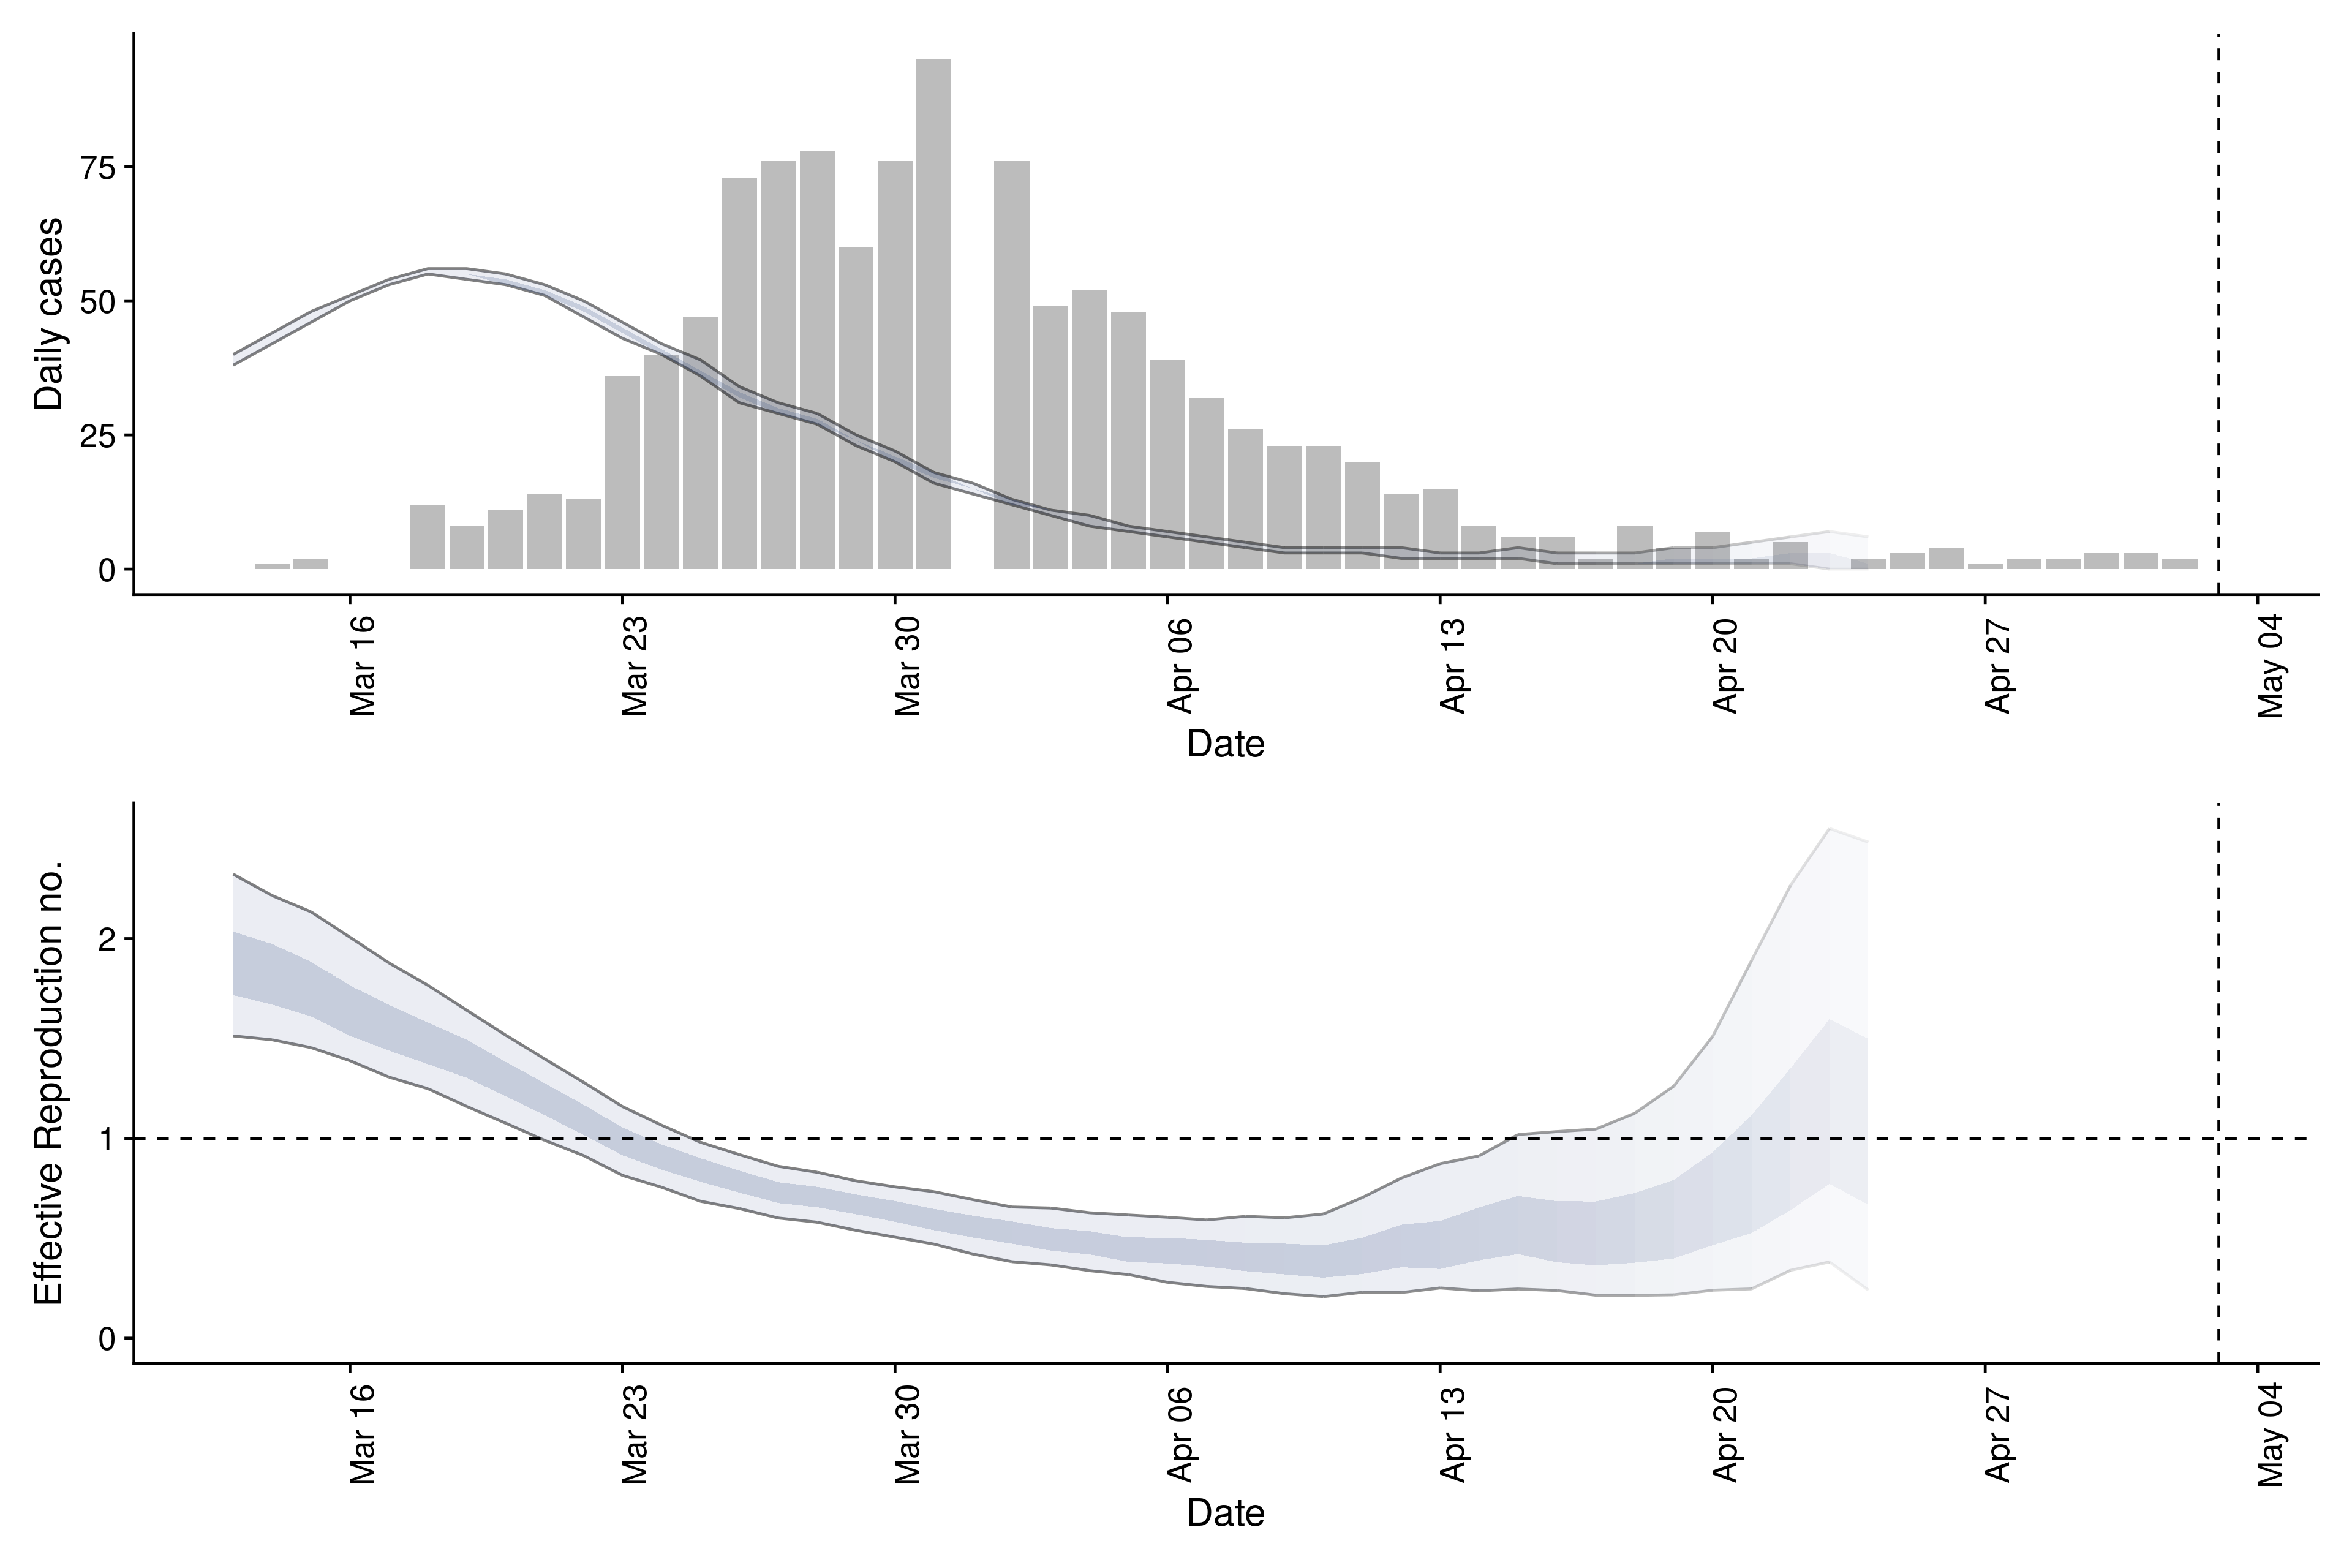 Daily cases
75
50
25
0
Mar 16
Mar 23
Mar 30
Apr 06
Apr 13
Apr 20
Apr 27
May 04
Date
Effective Reproduction no.
2
1
0
Mar 16
Mar 23
Mar 30
Apr 06
Apr 13
Apr 20
Apr 27
May 04
Date